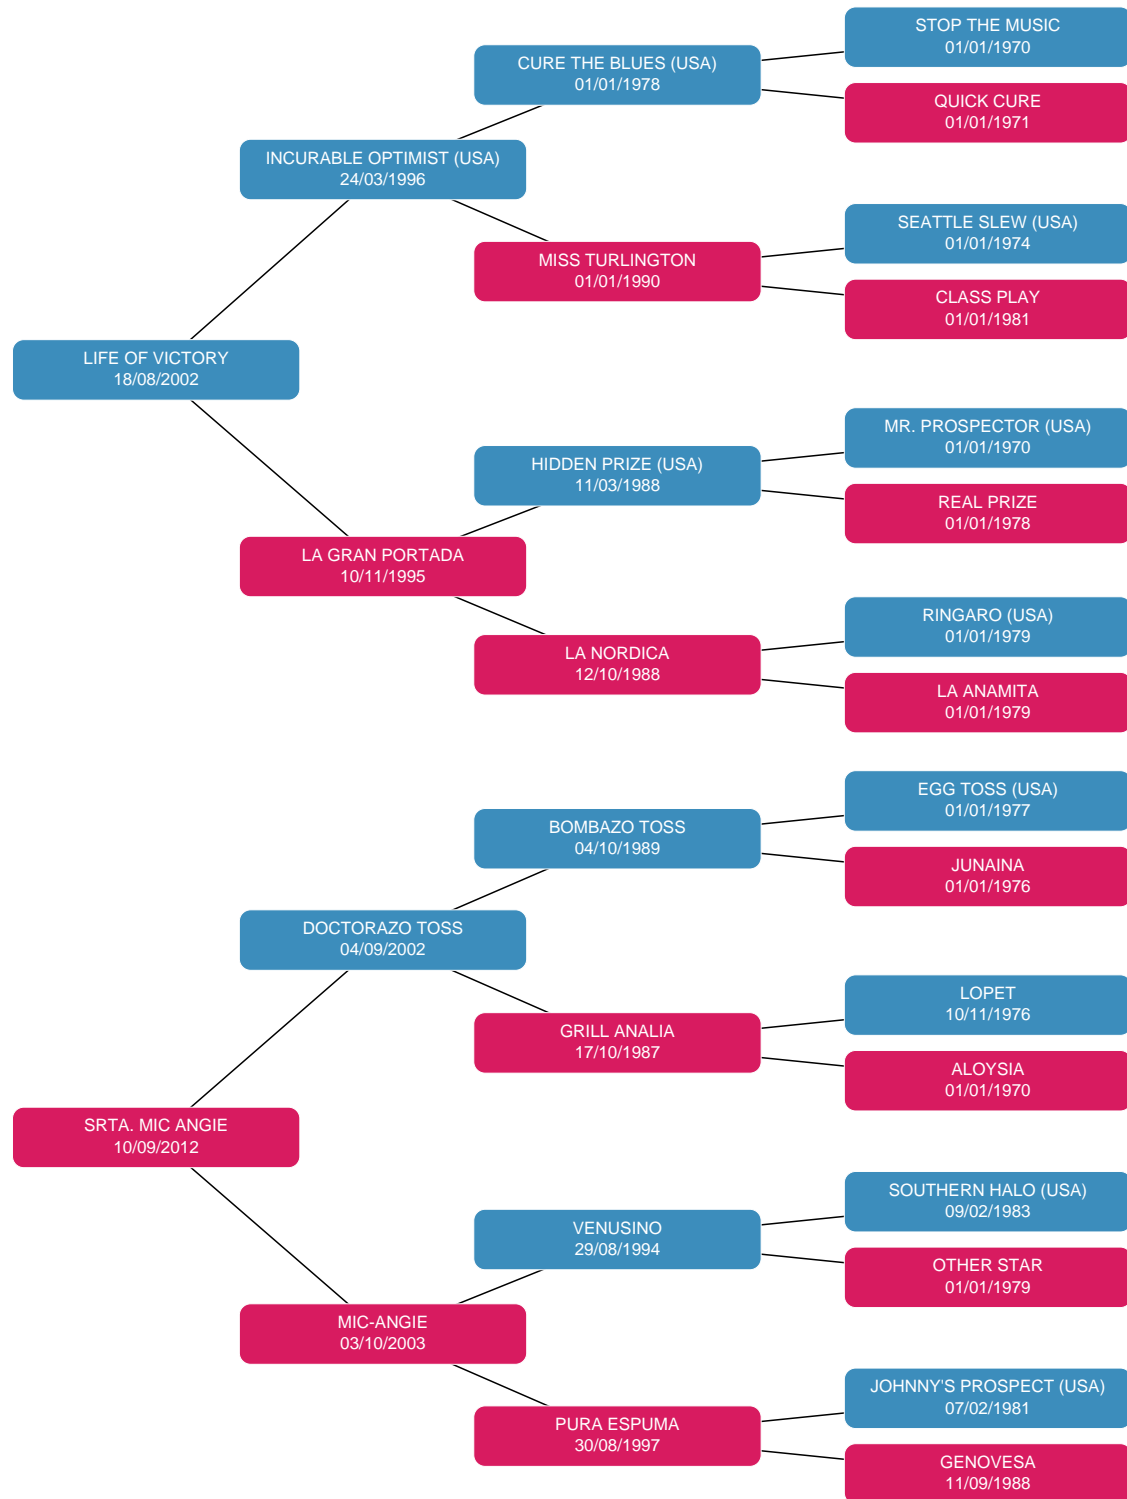 STOP THE MUSIC
01/01/1970
CURE THE BLUES (USA)
01/01/1978
QUICK CURE
01/01/1971
INCURABLE OPTIMIST (USA)
24/03/1996
SEATTLE SLEW (USA)
01/01/1974
MISS TURLINGTON
01/01/1990
CLASS PLAY
01/01/1981
LIFE OF VICTORY
18/08/2002
MR. PROSPECTOR (USA)
01/01/1970
HIDDEN PRIZE (USA)
11/03/1988
REAL PRIZE
01/01/1978
LA GRAN PORTADA
10/11/1995
RINGARO (USA)
01/01/1979
LA NORDICA
12/10/1988
LA ANAMITA
01/01/1979
EGG TOSS (USA)
01/01/1977
BOMBAZO TOSS
04/10/1989
JUNAINA
01/01/1976
DOCTORAZO TOSS
04/09/2002
LOPET
10/11/1976
GRILL ANALIA
17/10/1987
ALOYSIA
01/01/1970
SRTA. MIC ANGIE
10/09/2012
SOUTHERN HALO (USA)
09/02/1983
VENUSINO
29/08/1994
OTHER STAR
01/01/1979
MIC-ANGIE
03/10/2003
JOHNNY'S PROSPECT (USA)
07/02/1981
PURA ESPUMA
30/08/1997
GENOVESA
11/09/1988